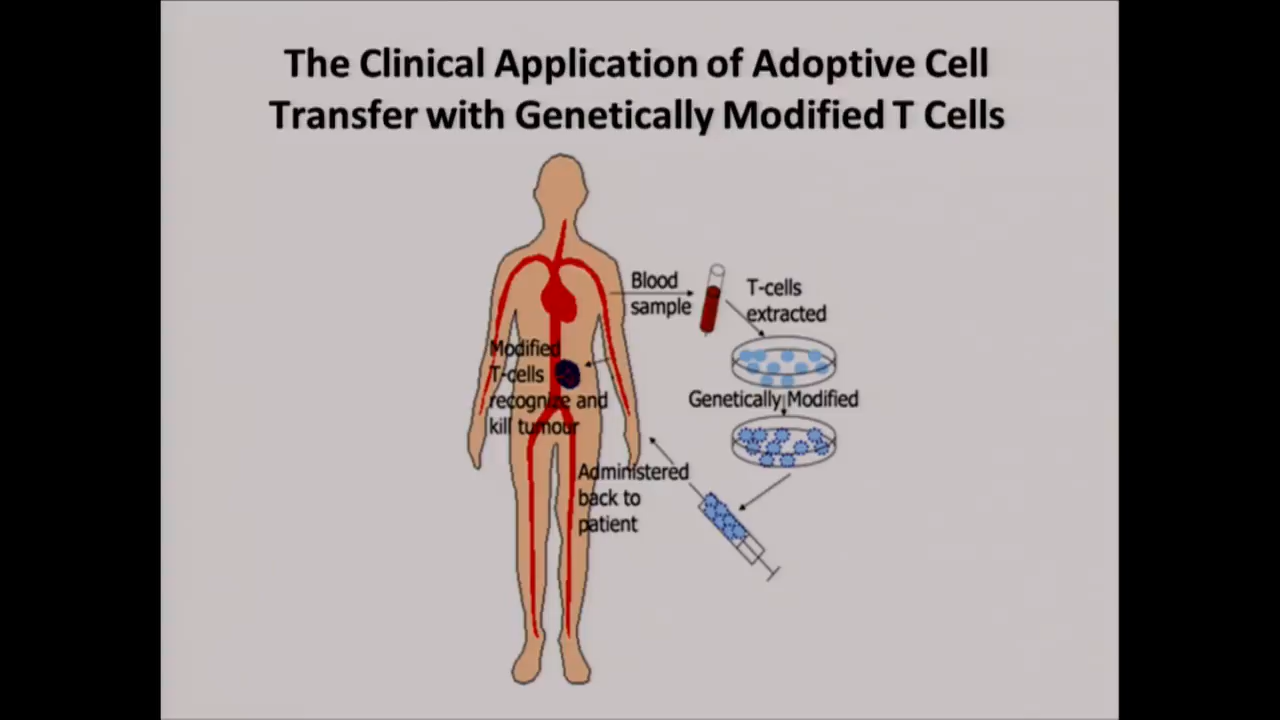 The Clinical Application of Adoptive Cell
Transfer with Genetically Modified T Cells
Blood
sample
T-cells
extracted
Genetically Modified
Administered
back to
patient
Modified
T-cells
recognize and
kill tumour